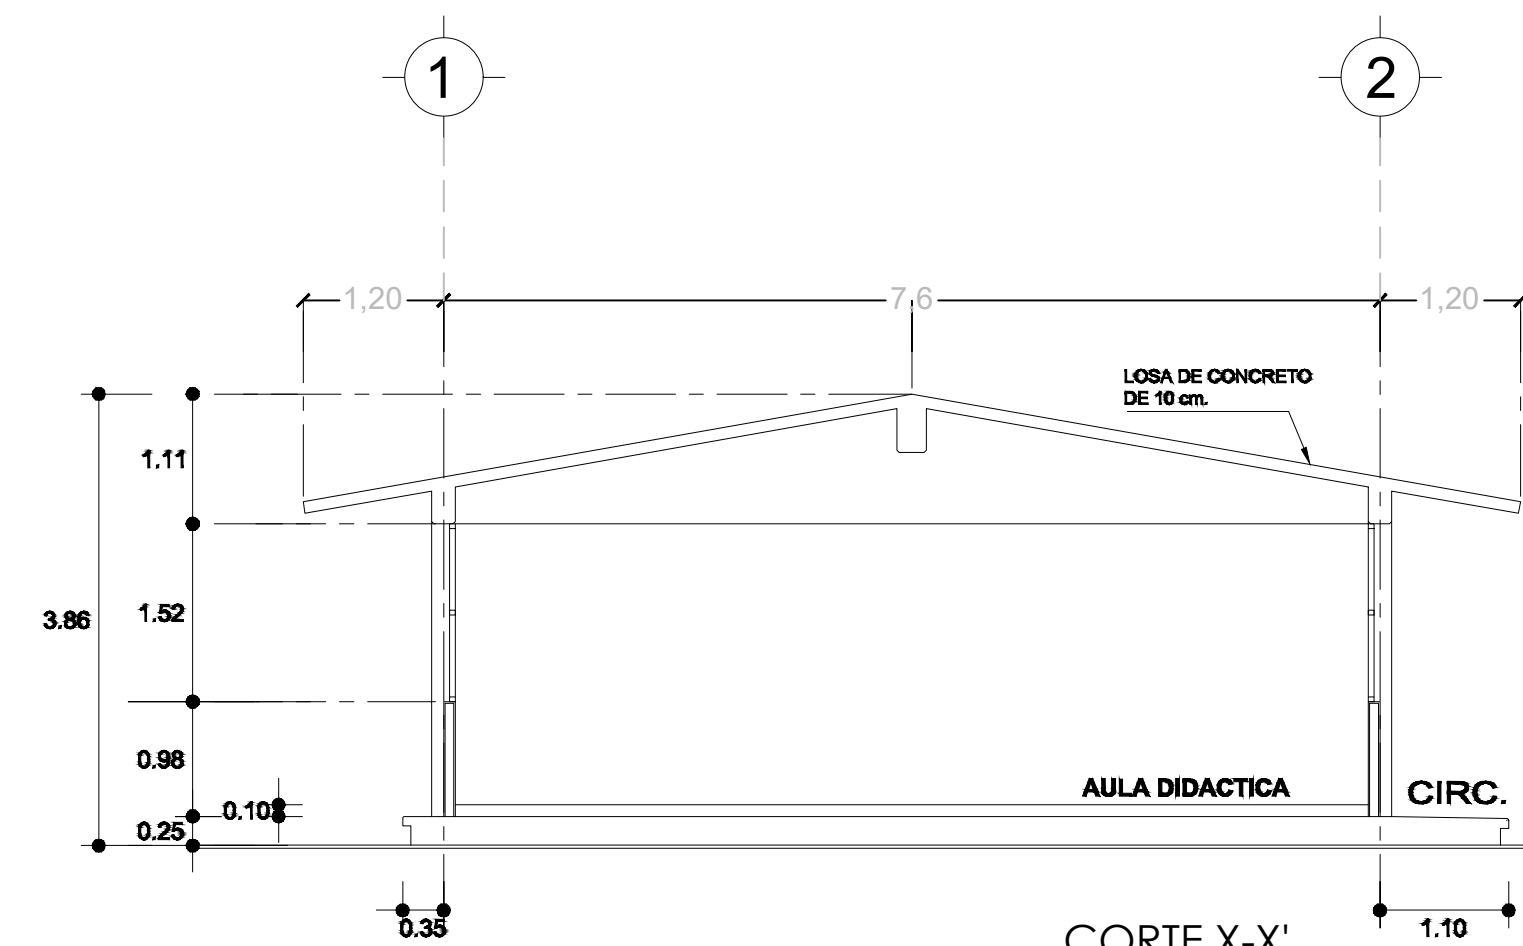 1
2
1,20
7,6
1,20
LOSA DE CONCRETO
DE 10 cm.
1.11
1.52
3.86
0.98
AULA DIDACTICA
CIRC.
0.10
0.25
0.35
1.10
CORTE X-X'